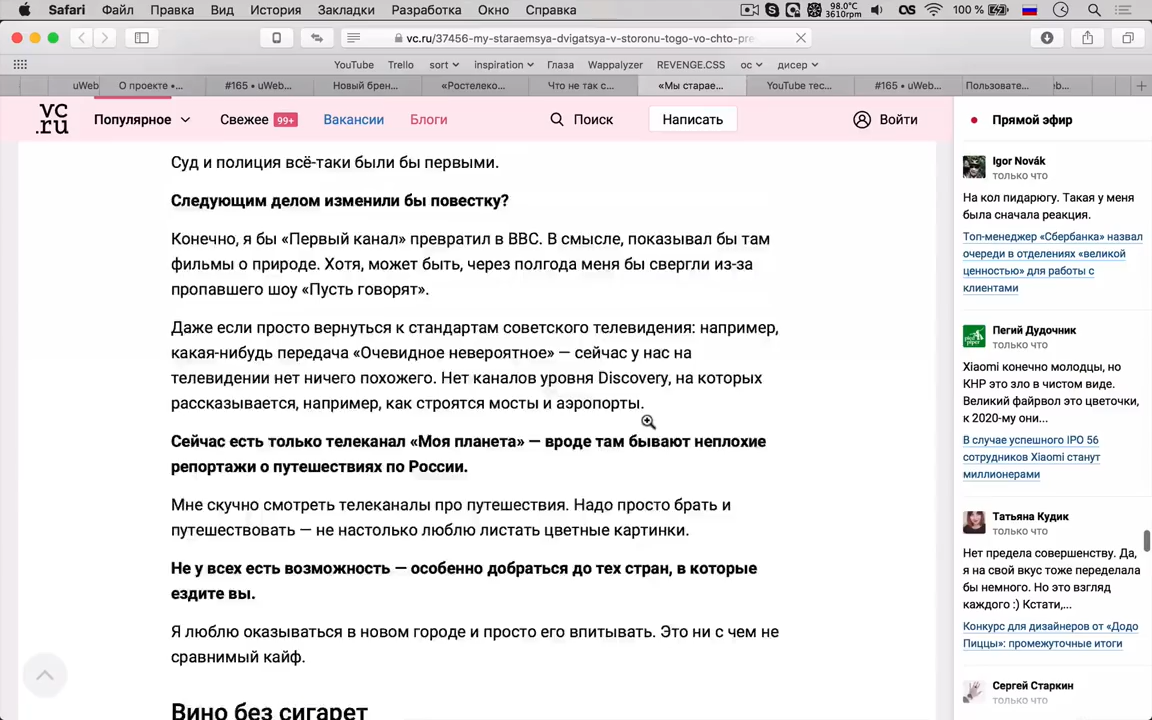 Safari Файл Правка Вид История Закладки Разработка Окно Справка 98.0°C 3610rpm 100 %
vc.ru/37456-my-staraemsya-dvigatsya-v-storonu-togo-vo-chto-pre
YouTube Trello sort inspiration Глаза Wappalyzer REVENGE.CSS ос дисер
uWeb О проекте •... #165 • uWeb... Новый брен... «Ростелеко... Что не так с... «Мы старае... YouTube тес... #165 • uWeb... Пользовате...
vc.ru Популярное Свежее 99+ Вакансии Блоги Поиск Написать Войти
Суд и полиция всё-таки были бы первыми.
Следующим делом изменили бы повестку?
Конечно, я бы «Первый канал» превратил в BBC. В смысле, показывал бы там
фильмы о природе. Хотя, может быть, через полгода меня бы свергли из-за
пропавшего шоу «Пусть говорят».
Даже если просто вернуться к стандартам советского телевидения: например,
какая-нибудь передача «Очевидное невероятное» — сейчас у нас на
телевидении нет ничего похожего. Нет каналов уровня Discovery, на которых
рассказывается, например, как строятся мосты и аэропорты.
Сейчас есть только телеканал «Моя планета» — вроде там бывают неплохие
репортажи о путешествиях по России.
Мне скучно смотреть телеканалы про путешествия. Надо просто брать и
путешествовать — не настолько люблю листать цветные картинки.
Не у всех есть возможность — особенно добраться до тех стран, в которые
ездите вы.
Я люблю оказываться в новом городе и просто его впитывать. Это ни с чем не
сравнимый кайф.
Вино без сигарет
Прямой эфир
Igor Novák
только что
На кол пидарюгу. Такая у меня
была сначала реакция.
Топ-менеджер «Сбербанка» назвал
очереди в отделениях «великой
ценностью» для работы с
клиентами
Пегий Дудочник
только что
Xiaomi конечно молодцы, но
КНР это зло в чистом виде.
Великий файрвол это цветочки,
к 2020-му они...
В случае успешного IPO 56
сотрудников Xiaomi станут
миллионерами
Татьяна Кудик
только что
Нет предела совершенству. Да,
я на свой вкус тоже переделала
бы немного. Но это взгляд
каждого :) Кстати,...
Конкурс для дизайнеров от «Додо
Пиццы»: промежуточные итоги
Сергей Старкин
только что